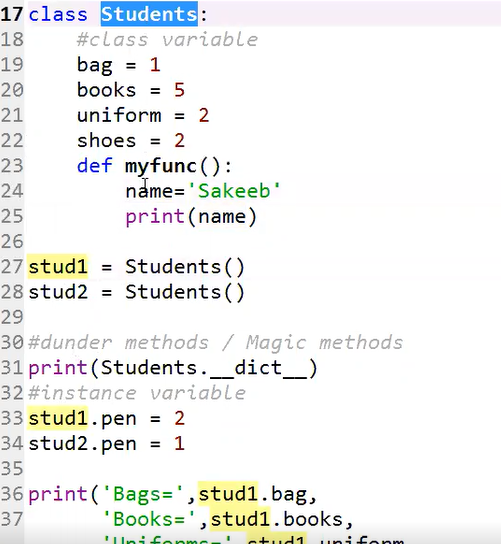 17 class Students:
18 #class variable
19 bag = 1
20 books = 5
21 uniform = 2
22 shoes = 2
23 def myfunc():
24 name='Sakeeb'
25 print(name)
26
27 stud1 = Students()
28 stud2 = Students()
29
30 #dunder methods / Magic methods
31 print(Students.__dict__)
32 #instance variable
33 stud1.pen = 2
34 stud2.pen = 1
35
36 print('Bags=',stud1.bag,
37 'Books=',stud1.books,
'Uniforms=',stud1.uniform